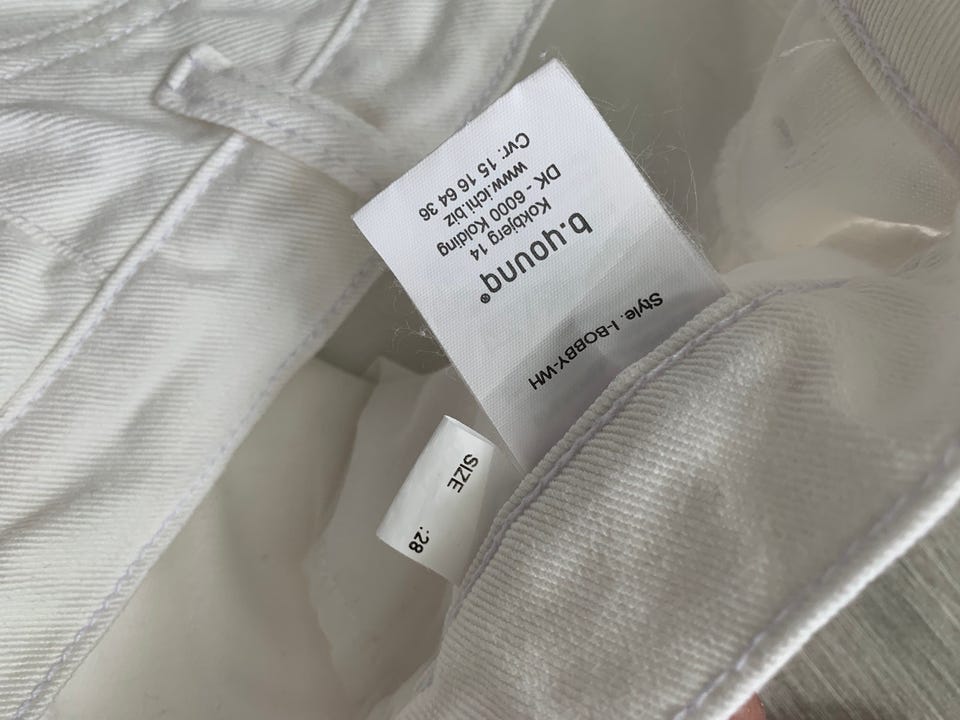 Style. I-BOBBY-WH
b.young®
Kokbjerg 14
DK - 6000 Kolding
www.ichi.biz
Cvr: 15 16 64 36
SIZE :28